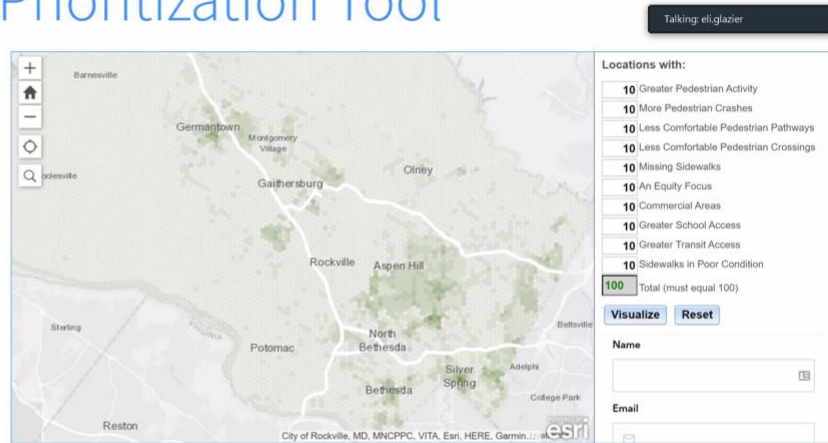 Prioritization Tool
Talking: eli.glazier
Barnesville
Germantown
Montgomery
Village
Olney
Gaithersburg
Rockville
Aspen Hill
Sterling
VIRGINIA
Potomac
North
Bethesda
Beltsville
Silver
Spring
Adelphi
Bethesda
College Park
Reston
City of Rockville, MD, MNCPPC, VITA, Esri, HERE, Garmin...
esri
Locations with:
10 Greater Pedestrian Activity
10 More Pedestrian Crashes
10 Less Comfortable Pedestrian Pathways
10 Less Comfortable Pedestrian Crossings
10 Missing Sidewalks
10 An Equity Focus
10 Commercial Areas
10 Greater School Access
10 Greater Transit Access
10 Sidewalks in Poor Condition
100 Total (must equal 100)
Visualize Reset
Name
Email